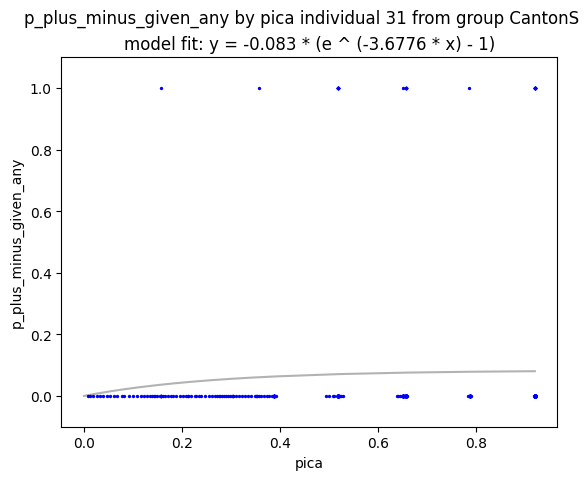 p_plus_minus_given_any by pica individual 31 from group CantonS
model fit: y = -0.083 * (e ^ (-3.6776 * x) - 1)
1.0
0.8
0.6
0.4
0.2
0.0
p_plus_minus_given_any
0.0 0.2 0.4 0.6 0.8
pica